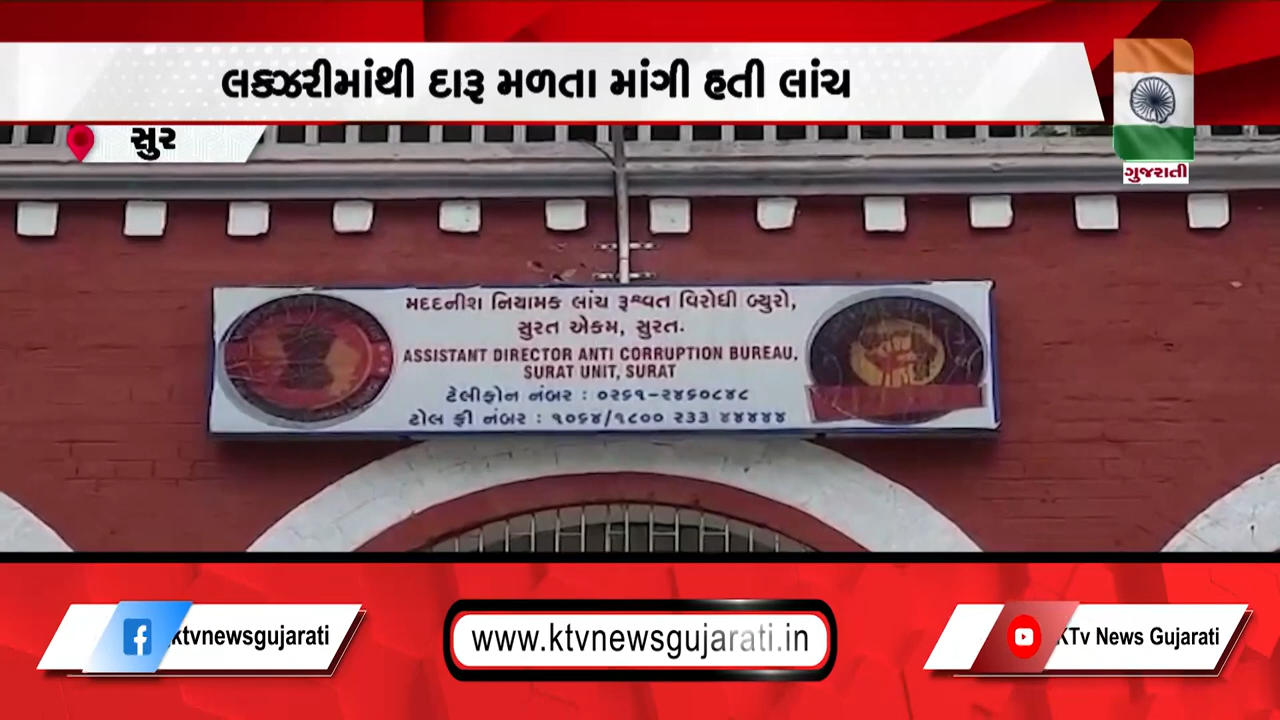 લક્ઝરીમાંથી દારૂ મળતા માંગી હતી લાંચ
સુર
ગુજરાતી
મદદનીશ નિયામક લાંચ રૂશ્વત વિરોધી બ્યુરો,
સુરત એકમ, સુરત.
ASSISTANT DIRECTOR ANTI CORRUPTION BUREAU,
SURAT UNIT, SURAT
ટેલીફોન નંબર : ૦૨૬૧-૨૪૬૦૮૪૮
ટોલ ફ્રી નંબર : ૧૦૬૪/૧૮૦૦ ૨૩૩ ૪૪૪૪૪
ktvnewsgujarati
www.ktvnewsgujarati.in
KTv News Gujarati